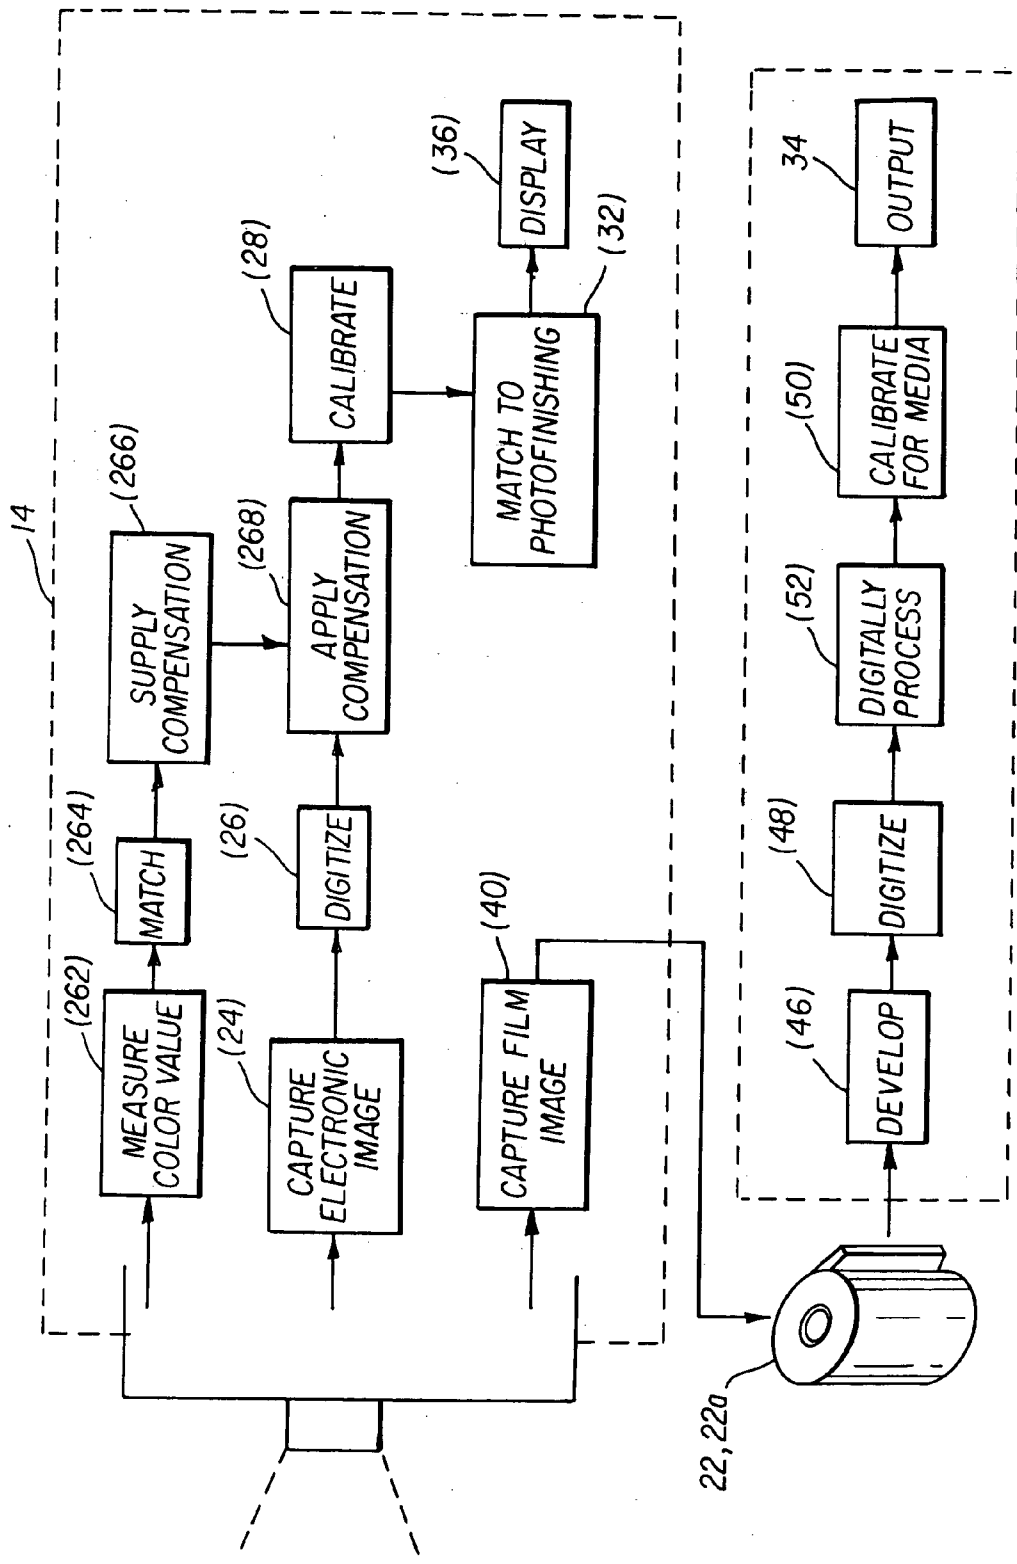 14
(262)
MEASURE
COLOR VALUE
(264)
MATCH
(266)
SUPPLY
COMPENSATION
(24)
CAPTURE
ELECTRONIC
IMAGE
(26)
DIGITIZE
(268)
APPLY
COMPENSATION
(28)
CALIBRATE
(40)
CAPTURE FILM
IMAGE
MATCH TO
PHOTOFINISHING
(32)
(36)
DISPLAY
22, 22a
(46)
DEVELOP
(48)
DIGITIZE
(52)
DIGITALLY
PROCESS
(50)
CALIBRATE
FOR MEDIA
34
OUTPUT